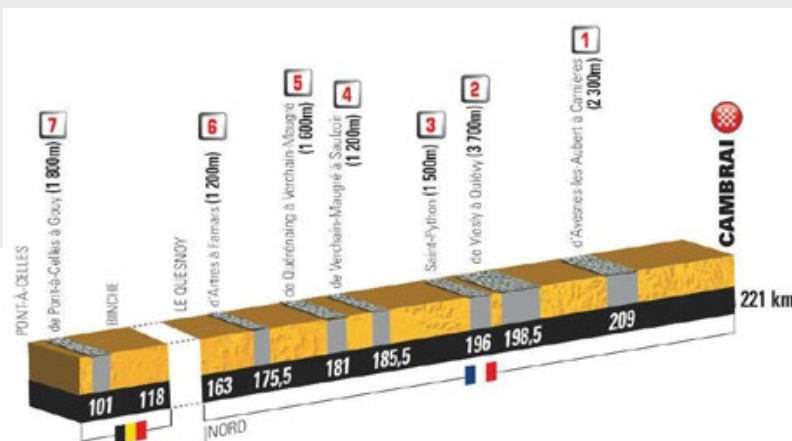 1
2
3
4
5
6
7
de Pont-à-Celles à Gouy (1 800m)
d'Artres à Famars (1 200m)
de Quérénaing à Verchain-Maugré
(1 600m)
de Verchain-Maugré à Saulzoir
(1 200m)
Saint-Python (1 500m)
de Viesly à Quiévy (3 700m)
d'Avesnes-les-Aubert à Carnières
(2 300m)
PONT-À-CELLES
BINCHE
LE QUESNOY
CAMBRAI
221 km
101
118
163
175,5
181
185,5
196
198,5
209
NORD